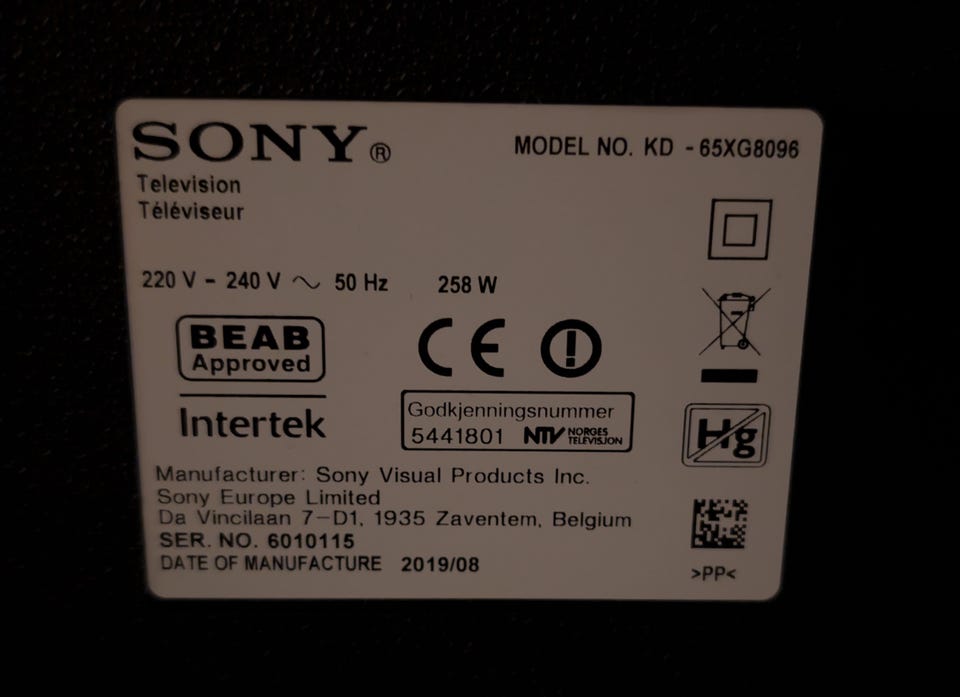 SONY®
MODEL NO. KD - 65XG8096
Television
Téléviseur
220 V - 240 V ~ 50 Hz 258 W
BEAB
Approved
Intertek
CE
Godkjenningsnummer
5441801 NTV NORGES
TELEVISJON
Hg
Manufacturer: Sony Visual Products Inc.
Sony Europe Limited
Da Vincilaan 7-D1, 1935 Zaventem, Belgium
SER. NO. 6010115
DATE OF MANUFACTURE 2019/08
>PP<